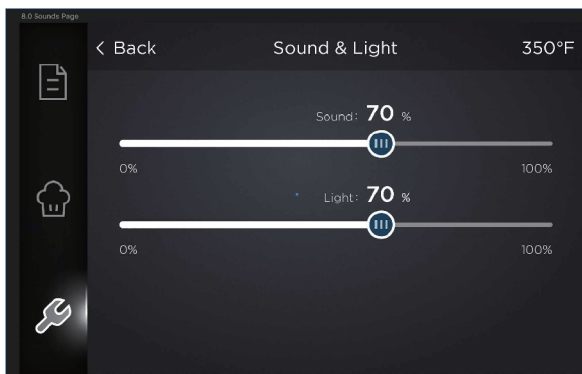 8.0 Sounds Page
< Back Sound & Light 350°F
Sound: 70 %
0% 100%
Light: 70 %
0% 100%